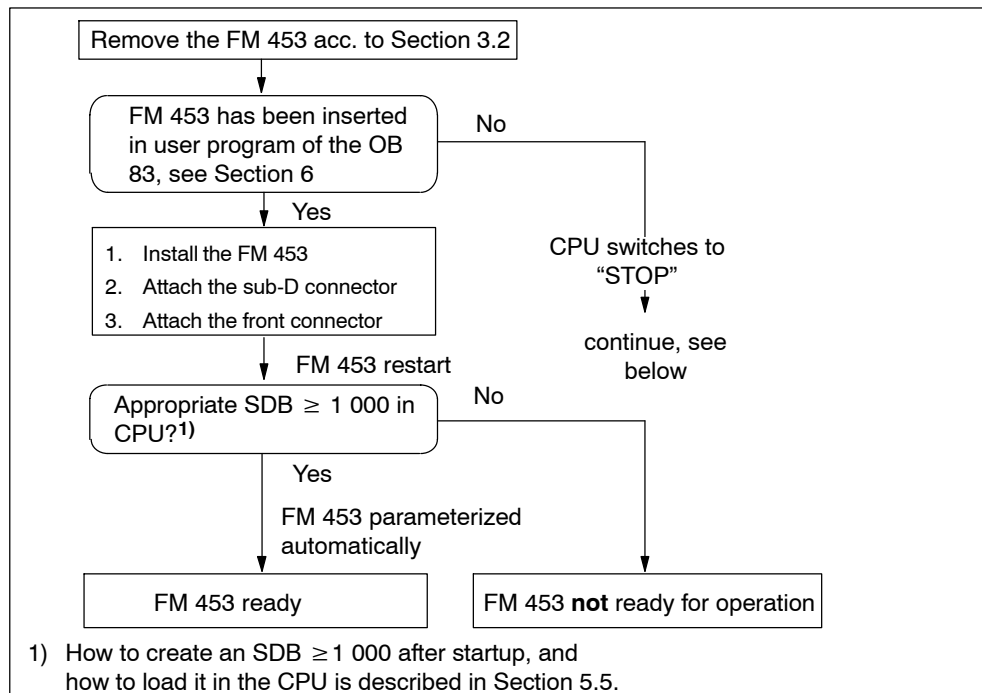 Remove the FM 453 acc. to Section 3.2
FM 453 has been inserted
in user program of the OB
83, see Section 6
No
Yes
1. Install the FM 453
2. Attach the sub-D connector
3. Attach the front connector
CPU switches to
“STOP”
continue, see
below
FM 453 restart
Appropriate SDB ≥ 1 000 in
CPU?1)
No
Yes
FM 453 parameterized
automatically
FM 453 ready
FM 453 not ready for operation
1) How to create an SDB ≥ 1 000 after startup, and
how to load it in the CPU is described in Section 5.5.